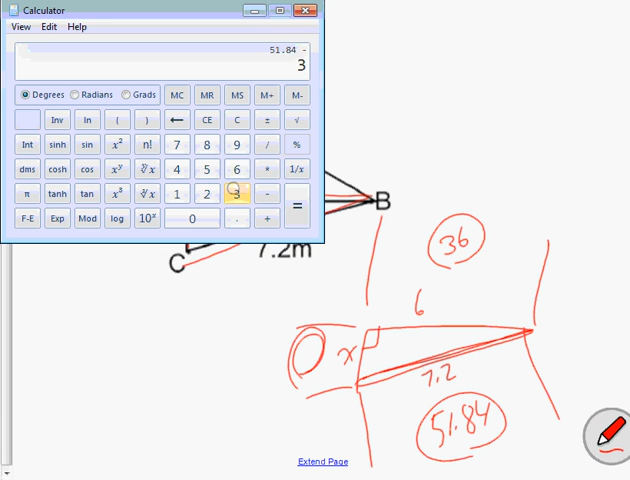 Calculator
View Edit Help
51.84 -
3
Degrees Radians Grads MC MR MS M+ M-
Inv ln ( ) ← CE C ± √
Int sinh sin x² n! 7 8 9 / %
dms cosh cos xʸ ʸ√x 4 5 6 * 1/x
π tanh tan x³ ³√x 1 2 3 - =
F-E Exp Mod log 10ˣ 0 . +
B
C
7.2m
36
6
x
7.2
51.84
Extend Page